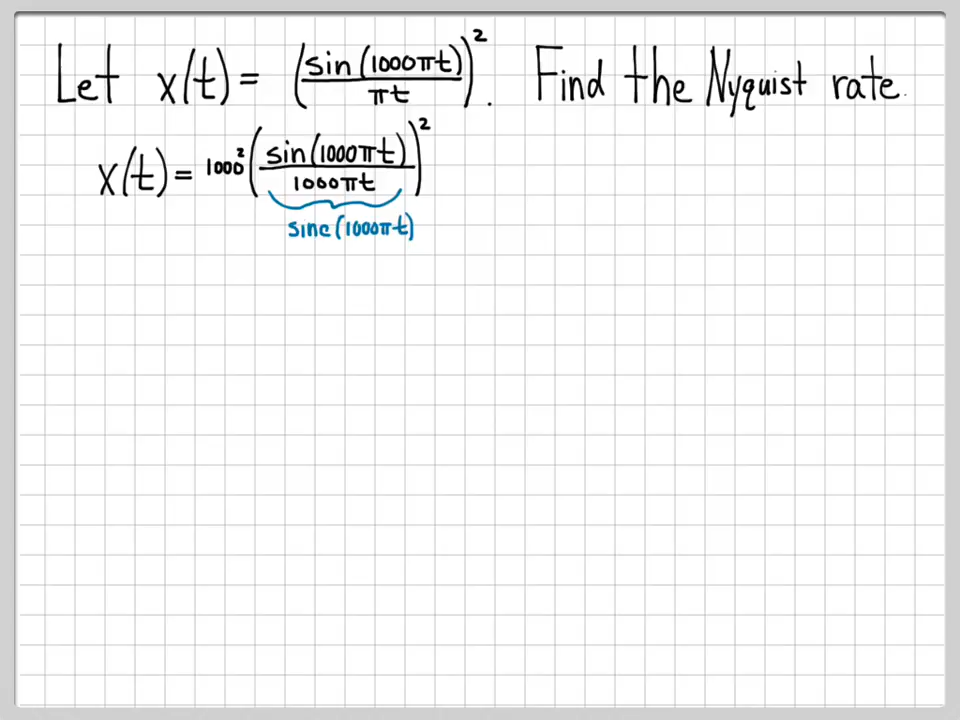 Let x(t) = (sin(1000πt)/πt)². Find the Nyquist rate.
x(t) = 1000² (sin(1000πt)/1000πt)²
sinc(1000πt)